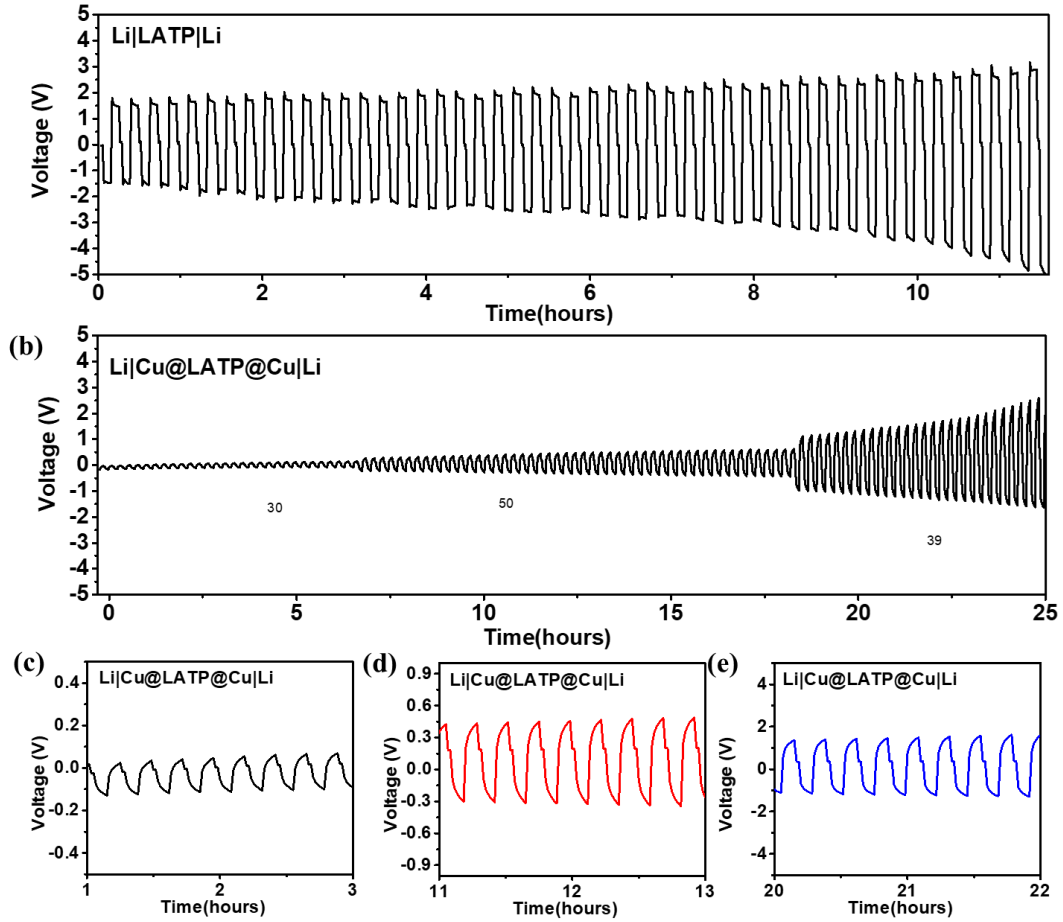 Li|LATP|Li
5
4
3
2
1
0
-1
-2
-3
-4
-5
Voltage (V)
0 2 4 6 8 10
Time(hours)
(b)
Li|Cu@LATP@Cu|Li
5
4
3
2
1
0
-1
-2
-3
-4
-5
Voltage (V)
30
50
39
0 5 10 15 20 25
Time(hours)
(c)
Li|Cu@LATP@Cu|Li
0.4
0.2
0.0
-0.2
-0.4
Voltage (V)
1 2 3
Time(hours)
(d)
Li|Cu@LATP@Cu|Li
0.9
0.6
0.3
0.0
-0.3
-0.6
-0.9
Voltage (V)
11 12 13
Time(hours)
(e)
Li|Cu@LATP@Cu|Li
4
2
0
-2
-4
Voltage (V)
20 21 22
Time(hours)